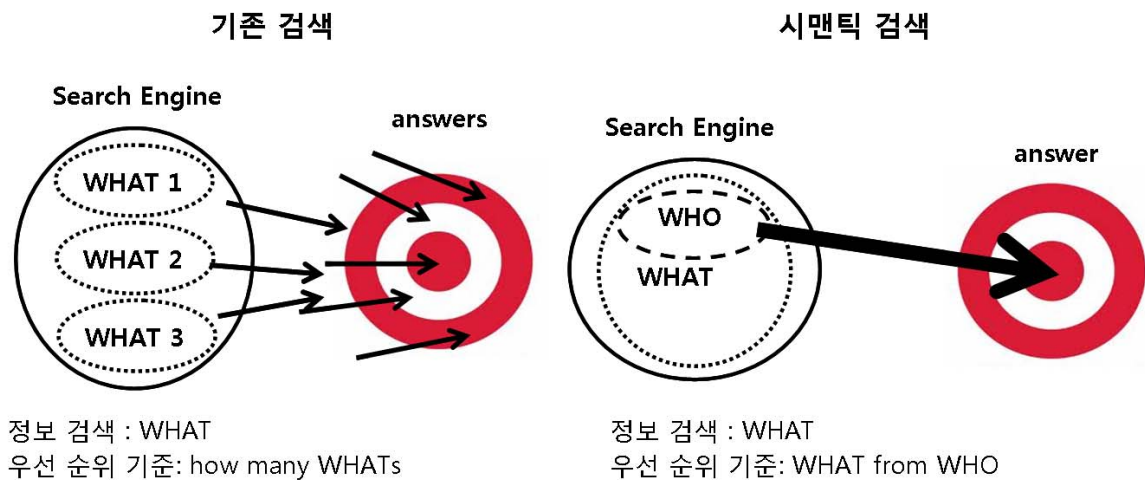 기존 검색
시맨틱 검색
Search Engine
answers
WHAT 1
WHAT 2
WHAT 3
정보 검색 : WHAT
우선 순위 기준: how many WHATs
Search Engine
answer
WHO
WHAT
정보 검색 : WHAT
우선 순위 기준: WHAT from WHO